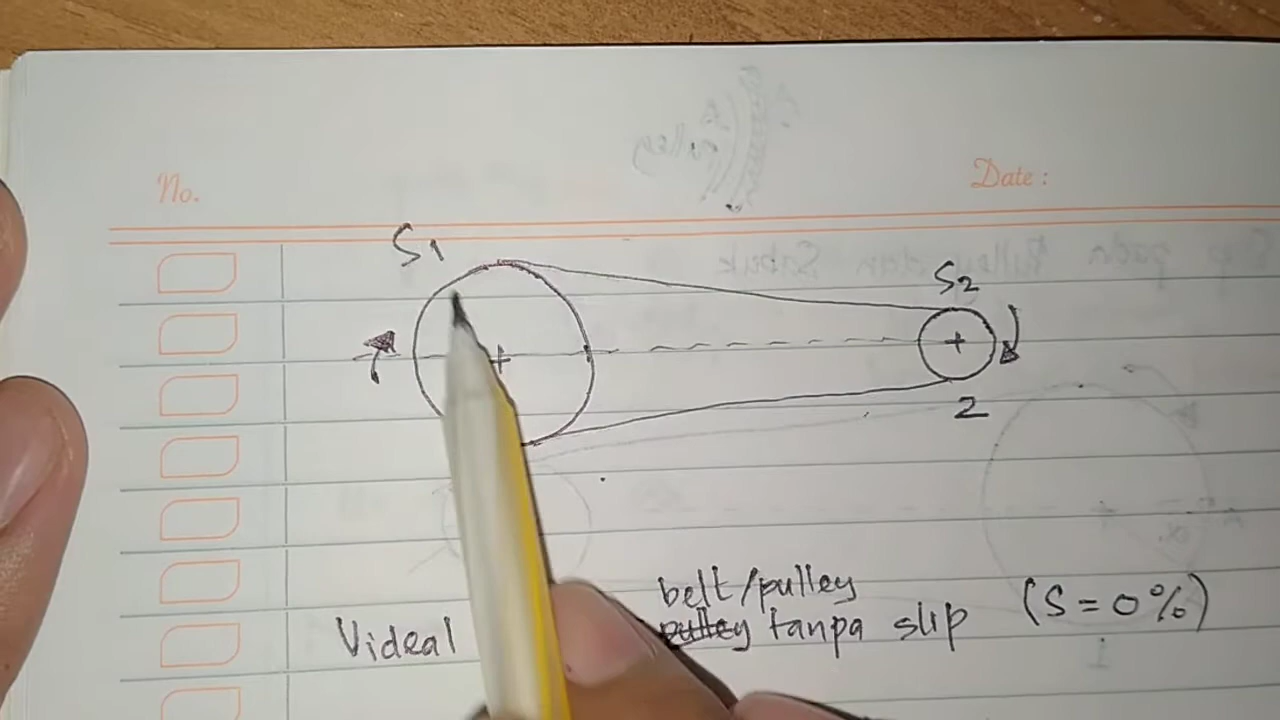 No.
Date :
S1
S2
2
belt/pulley
Videal pulley tanpa slip (S = 0%)